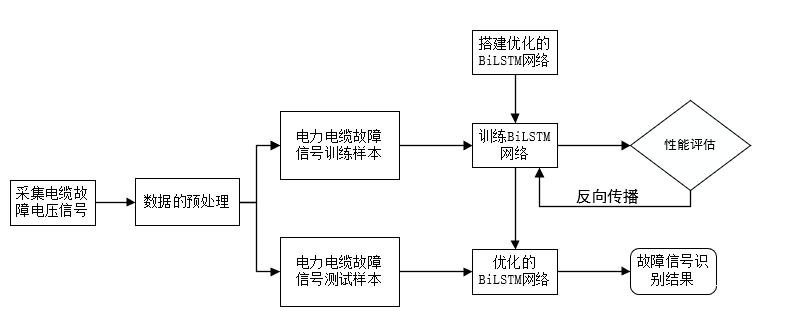 搭建优化的
BiLSTM网络
电力电缆故障
信号训练样本
训练BiLSTM
网络
性能评估
反向传播
采集电缆故
障电压信号
数据的预处理
电力电缆故障
信号测试样本
优化的
BiLSTM网络
故障信号识
别结果